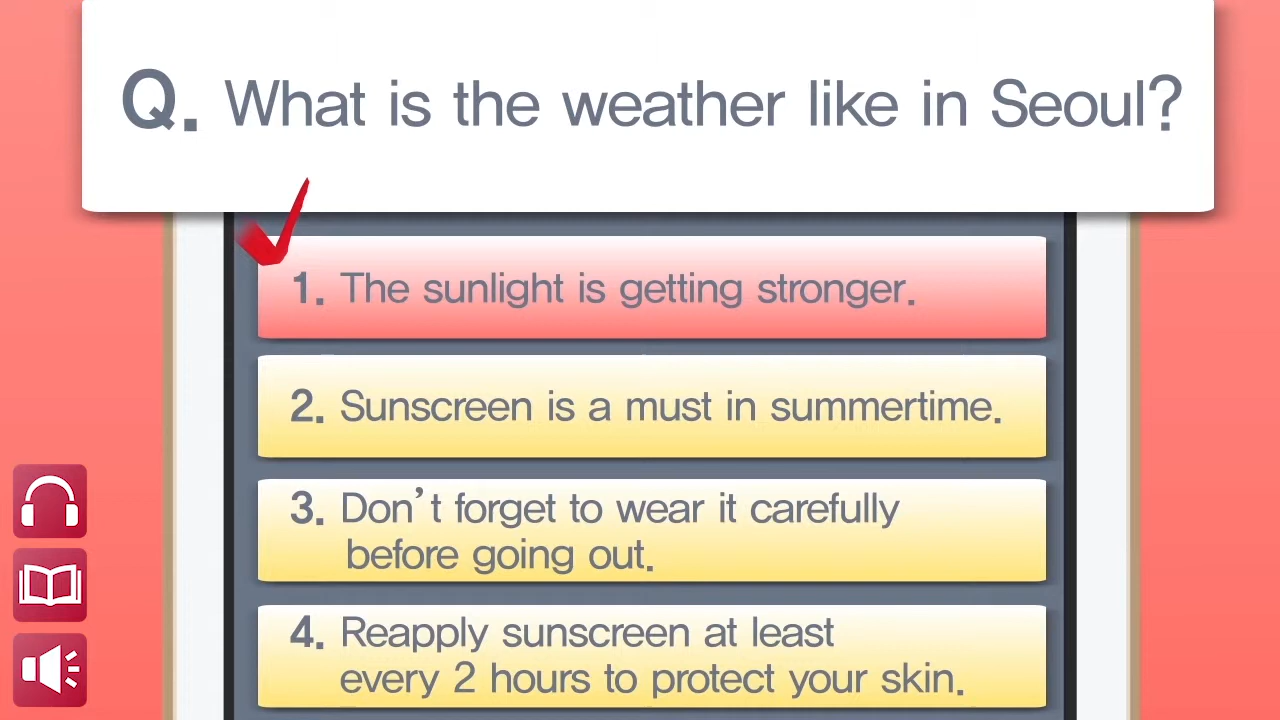 Q. What is the weather like in Seoul?
1. The sunlight is getting stronger.
2. Sunscreen is a must in summertime.
3. Don't forget to wear it carefully
before going out.
4. Reapply sunscreen at least
every 2 hours to protect your skin.